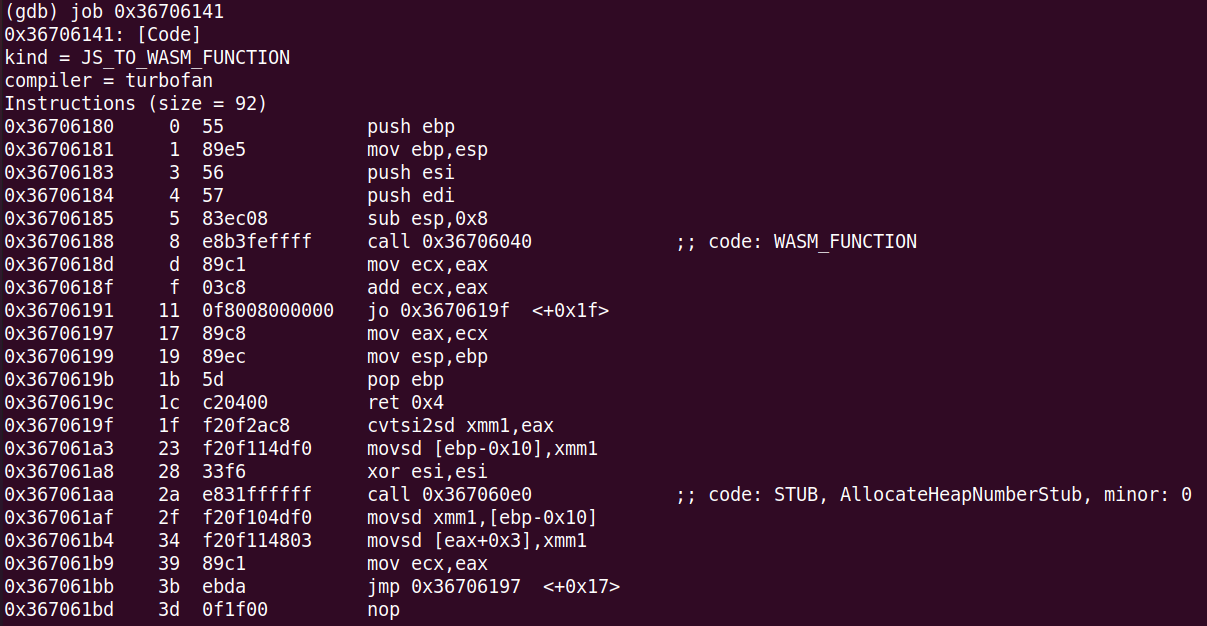 (gdb) job 0x36706141
0x36706141: [Code]
kind = JS_TO_WASM_FUNCTION
compiler = turbofan
Instructions (size = 92)
0x36706180     0  55             push ebp
0x36706181     1  89e5           mov ebp,esp
0x36706183     3  56             push esi
0x36706184     4  57             push edi
0x36706185     5  83ec08         sub esp,0x8
0x36706188     8  e8b3feffff     call 0x36706040             ;; code: WASM_FUNCTION
0x3670618d     d  89c1           mov ecx,eax
0x3670618f     f  03c8           add ecx,eax
0x36706191    11  0f8008000000   jo 0x3670619f  <+0x1f>
0x36706197    17  89c8           mov eax,ecx
0x36706199    19  89ec           mov esp,ebp
0x3670619b    1b  5d             pop ebp
0x3670619c    1c  c20400         ret 0x4
0x3670619f    1f  f20f2ac8       cvtsi2sd xmm1,eax
0x367061a3    23  f20f114df0     movsd [ebp-0x10],xmm1
0x367061a8    28  33f6           xor esi,esi
0x367061aa    2a  e831ffffff     call 0x367060e0             ;; code: STUB, AllocateHeapNumberStub, minor: 0
0x367061af    2f  f20f104df0     movsd xmm1,[ebp-0x10]
0x367061b4    34  f20f114803     movsd [eax+0x3],xmm1
0x367061b9    39  89c1           mov ecx,eax
0x367061bb    3b  ebda           jmp 0x36706197  <+0x17>
0x367061bd    3d  0f1f00         nop